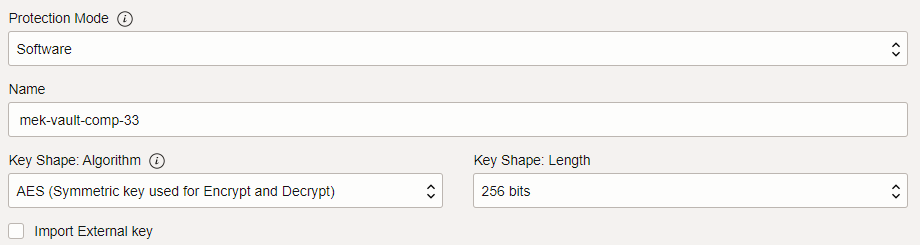 Protection Mode
Software
Name
mek-vault-comp-33
Key Shape: Algorithm
Key Shape: Length
AES (Symmetric key used for Encrypt and Decrypt)
256 bits
Import External key